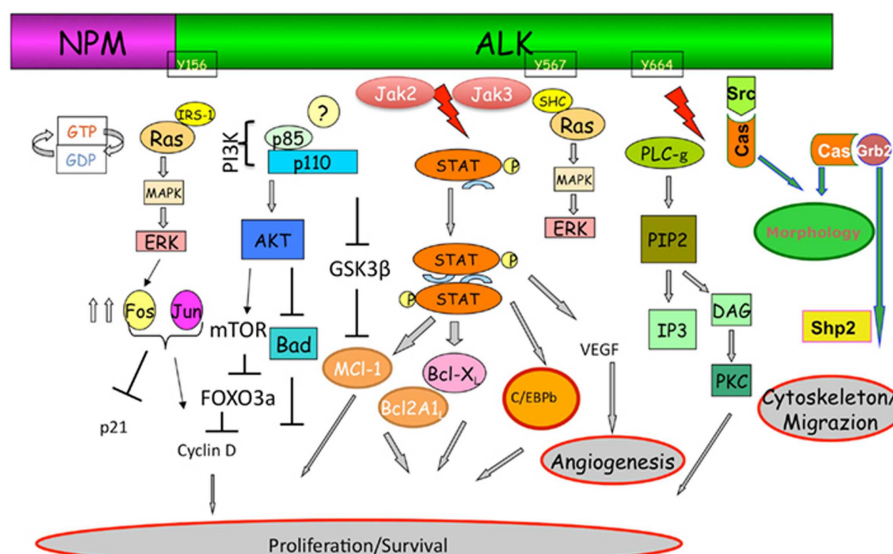 NPM
ALK
Y156
Y567
Y664
GTP
GDP
IRS-1
Ras
MAPK
ERK
Fos
Jun
p21
Cyclin D
PI3K
p85
p110
?
AKT
mTOR
FOXO3a
Bad
GSK3β
MCl-1
Jak2
Jak3
STAT
P
STAT
P
P
STAT
Bcl-XL
Bcl2A1
C/EBPb
SHC
Ras
MAPK
ERK
VEGF
Angiogenesis
PLC-g
PIP2
IP3
DAG
PKC
Src
Cas
Cas
Grb2
Morphology
Shp2
Cytoskeleton/
Migrazion
Proliferation/Survival